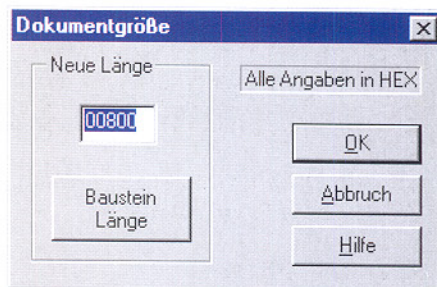 Dokumentgröße
Neue Länge
Alle Angaben in HEX
00800
OK
Baustein
Länge
Abbruch
Hilfe